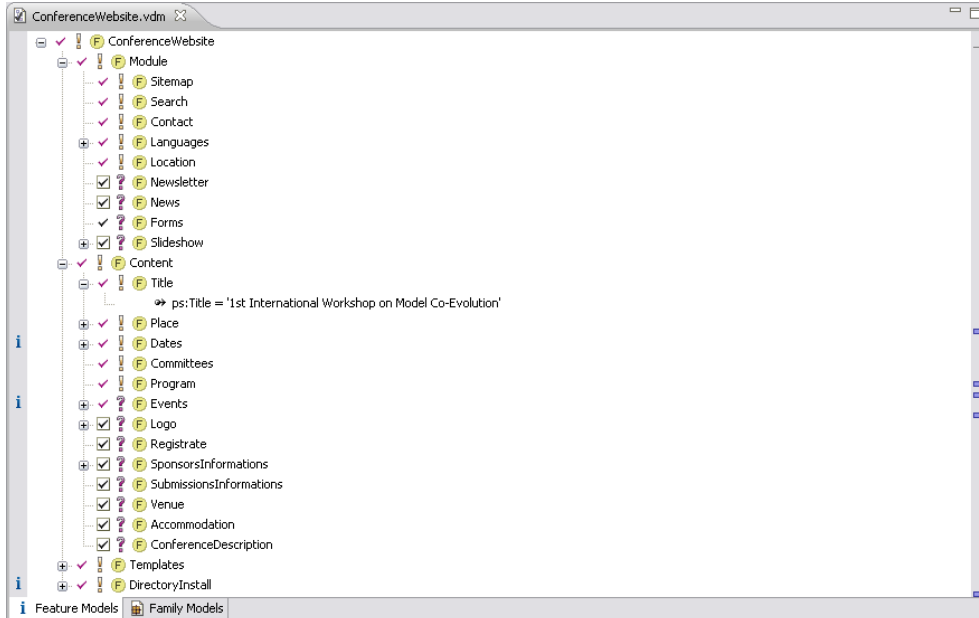 ConferenceWebsite.vdm
F ConferenceWebsite
F Module
F Sitemap
F Search
F Contact
F Languages
F Location
? F Newsletter
? F News
? F Forms
? F Slideshow
F Content
F Title
ps:Title = '1st International Workshop on Model Co-Evolution'
F Place
i F Dates
F Committees
F Program
i ? F Events
? F Logo
? F Registrate
? F SponsorsInformations
? F SubmissionsInformations
? F Venue
? F Accommodation
? F ConferenceDescription
F Templates
i F DirectoryInstall
i Feature Models Family Models